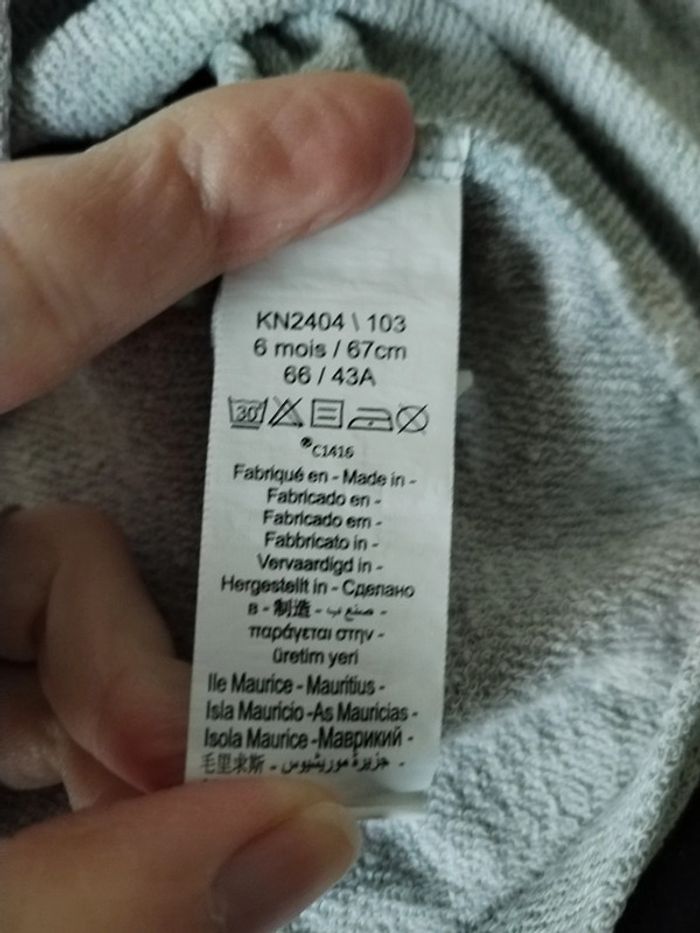 KN2404 \ 103
6 mois / 67cm
66 / 43A
30
C1416
Fabriqué en - Made in -
Fabricado en -
Fabricado em -
Fabbricato in -
Vervaardigd in -
Hergestellt in - Сделано
в - 制造 - صنع ب -
παράγεται στην -
üretim yeri
Ile Maurice - Mauritius -
Isla Mauricio -As Mauricias -
Isola Maurice -Маврикий -
毛里求斯 - جزيرة موريشيوس -